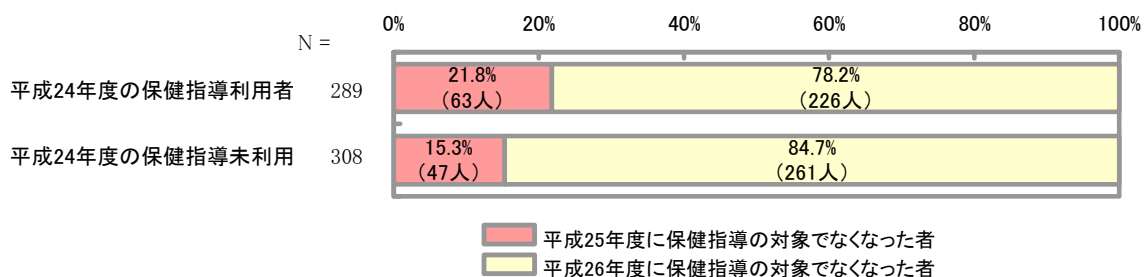 0% 20% 40% 60% 80% 100%
N =
平成24年度の保健指導利用者 289 21.8% 78.2%
（63人） （226人）
平成24年度の保健指導未利用 308 15.3% 84.7%
（47人） （261人）
平成25年度に保健指導の対象でなくなった者
平成26年度に保健指導の対象でなくなった者